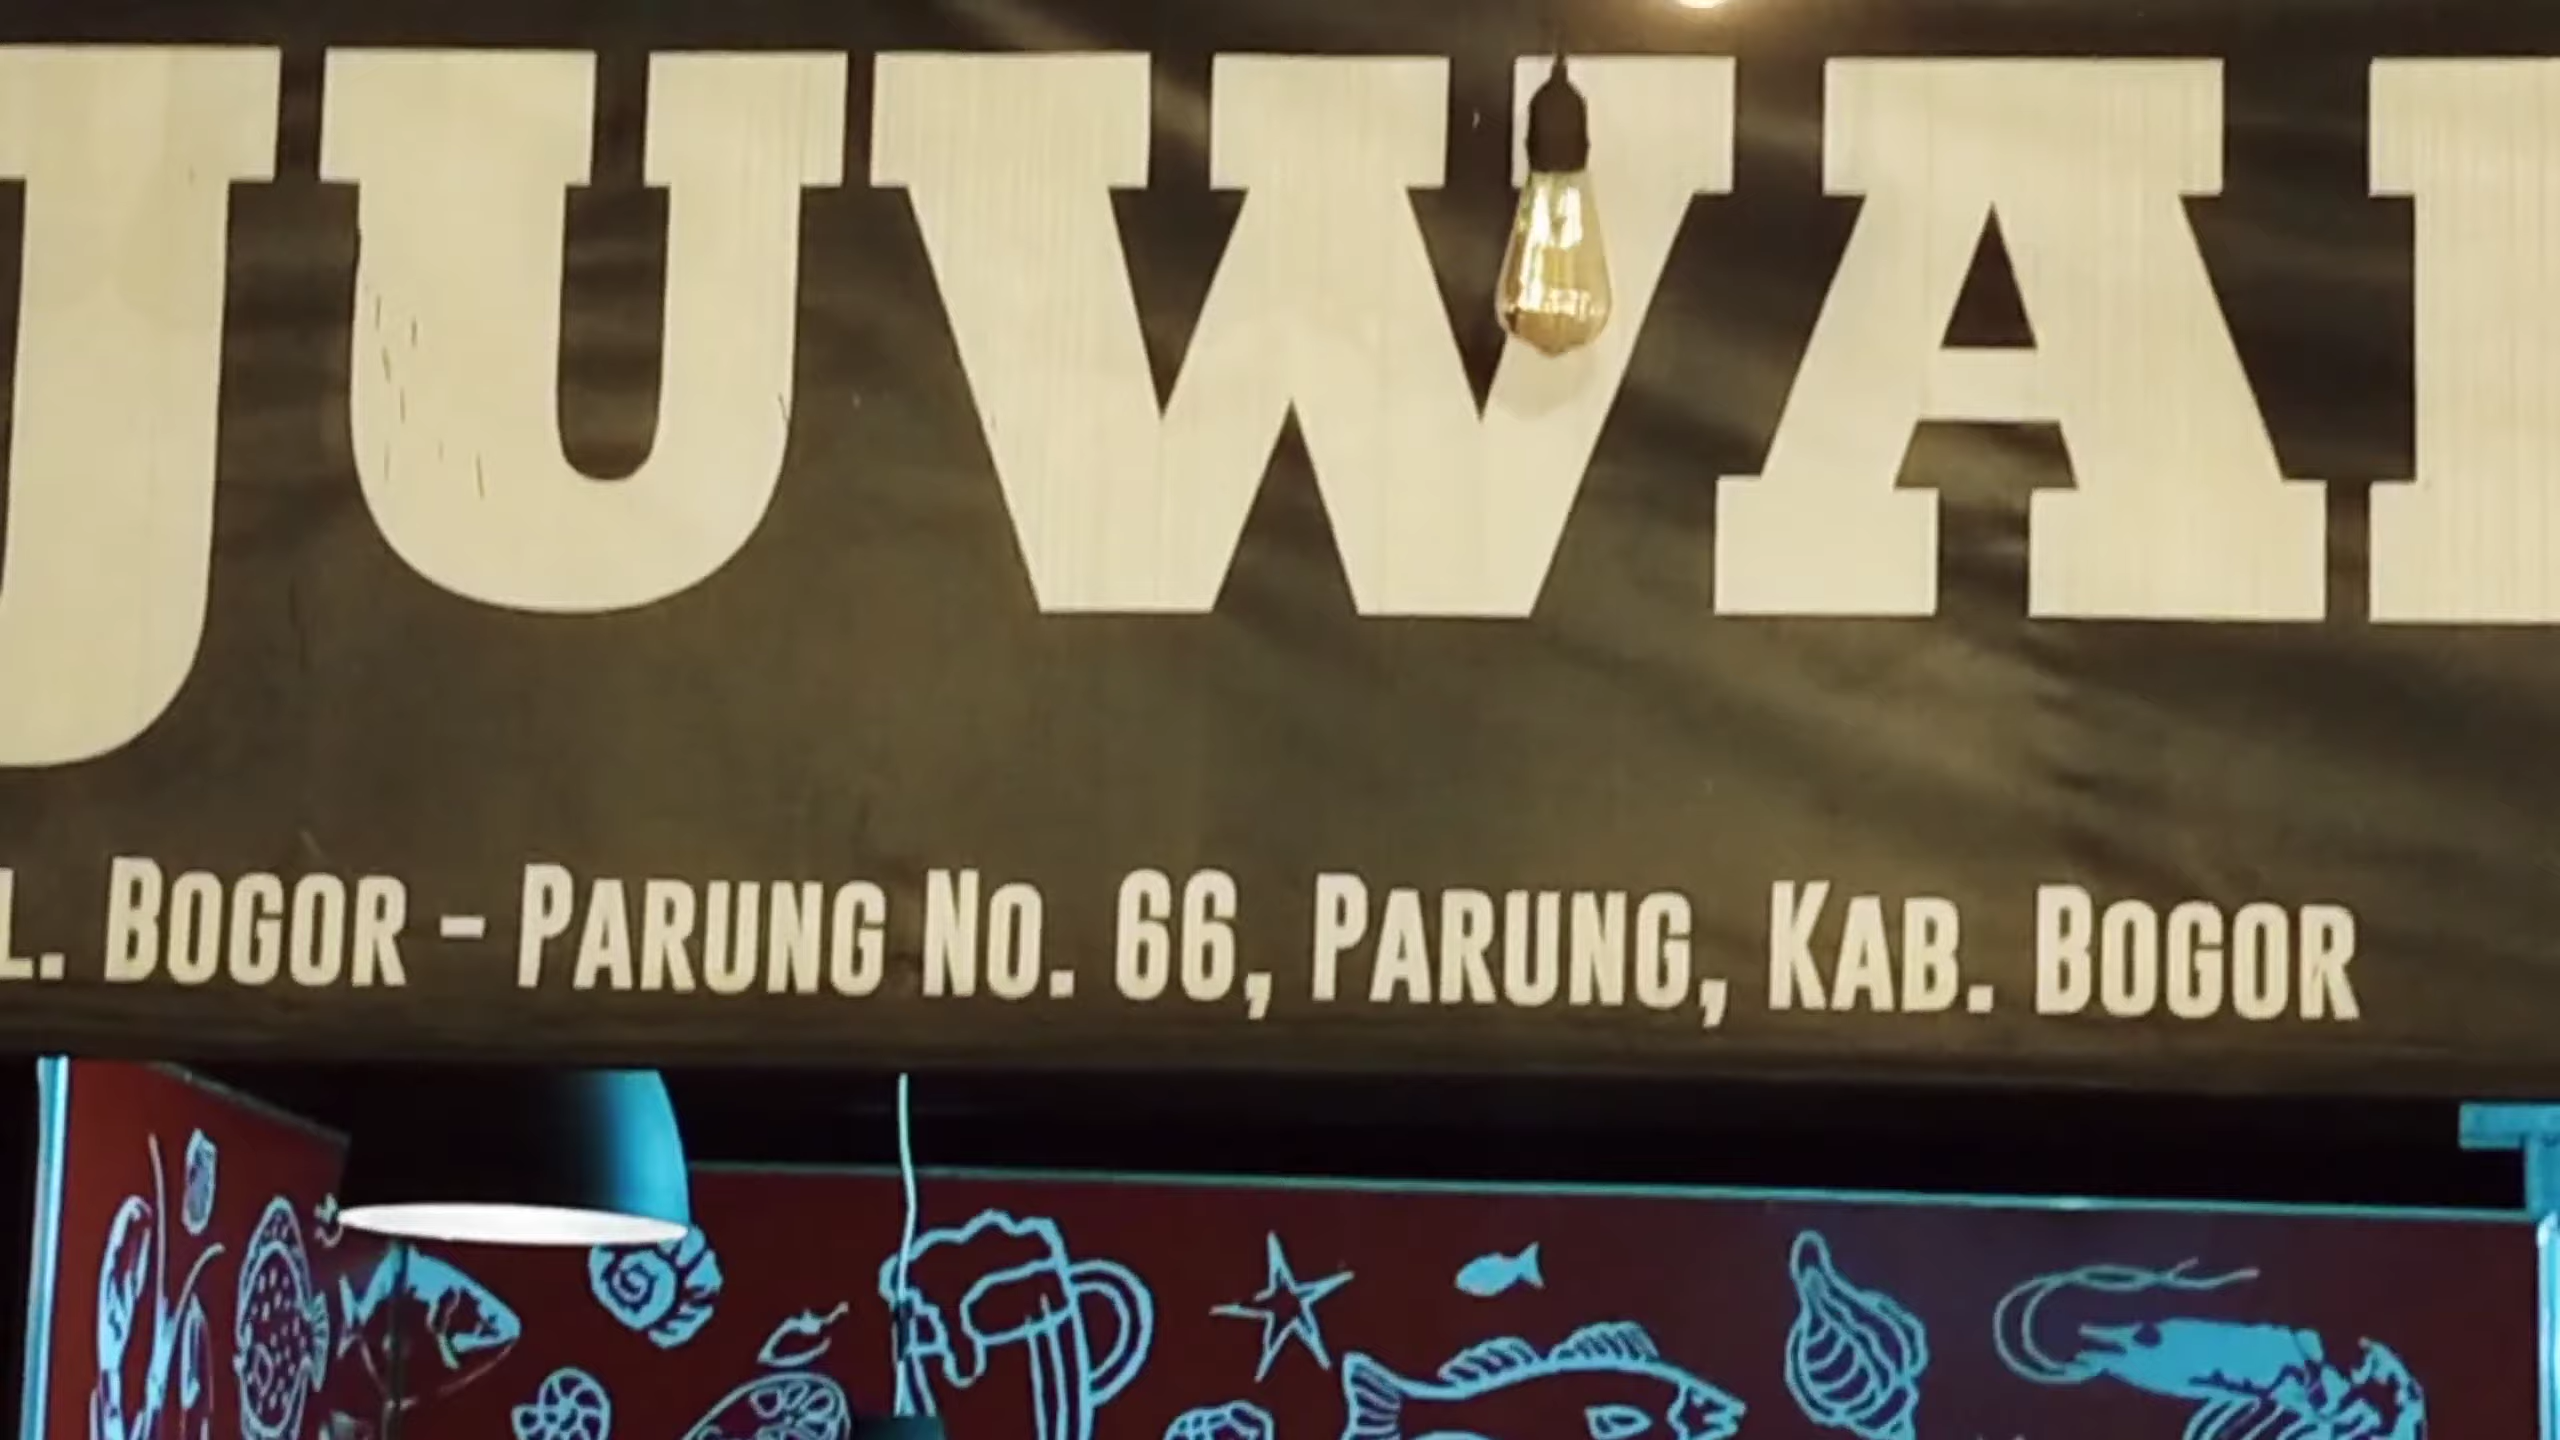 JUWA
L. BOGOR - PARUNG NO. 66, PARUNG, KAB. BOGOR